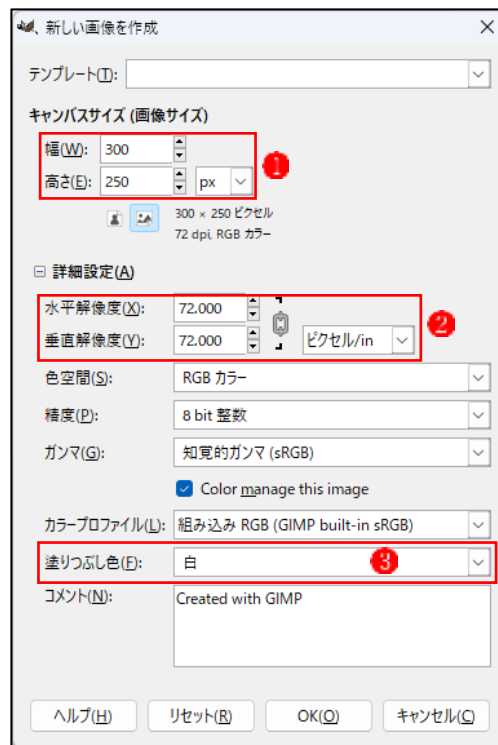 新しい画像を作成
テンプレート(T):
キャンバスサイズ (画像サイズ)
幅(W): 300
❶
高さ(E): 250 px
300 × 250 ピクセル
72 dpi, RGB カラー
詳細設定(A)
水平解像度(X): 72.000
❷
垂直解像度(Y): 72.000 ピクセル/in
色空間(S): RGB カラー
精度(P): 8 bit 整数
ガンマ(G): 知覚的ガンマ (sRGB)
Color manage this image
カラープロファイル(L): 組み込み RGB (GIMP built-in sRGB)
塗りつぶし色(F): 白 ❸
コメント(N): Created with GIMP
ヘルプ(H) リセット(R) OK(O) キャンセル(C)